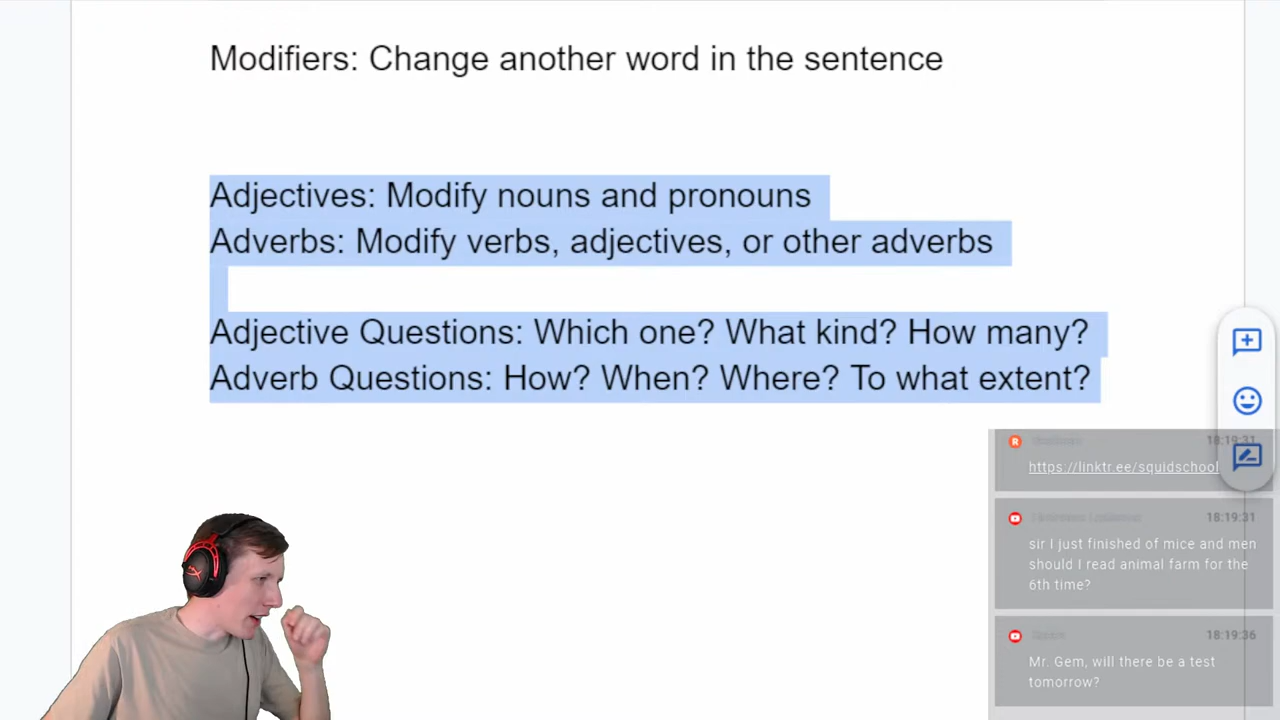 Modifiers: Change another word in the sentence
Adjectives: Modify nouns and pronouns
Adverbs: Modify verbs, adjectives, or other adverbs
Adjective Questions: Which one? What kind? How many?
Adverb Questions: How? When? Where? To what extent?
R
18:19:31
https://linktr.ee/squidschool
18:19:31
sir I just finished of mice and men
should I read animal farm for the
6th time?
18:19:36
Mr. Gem, will there be a test
tomorrow?